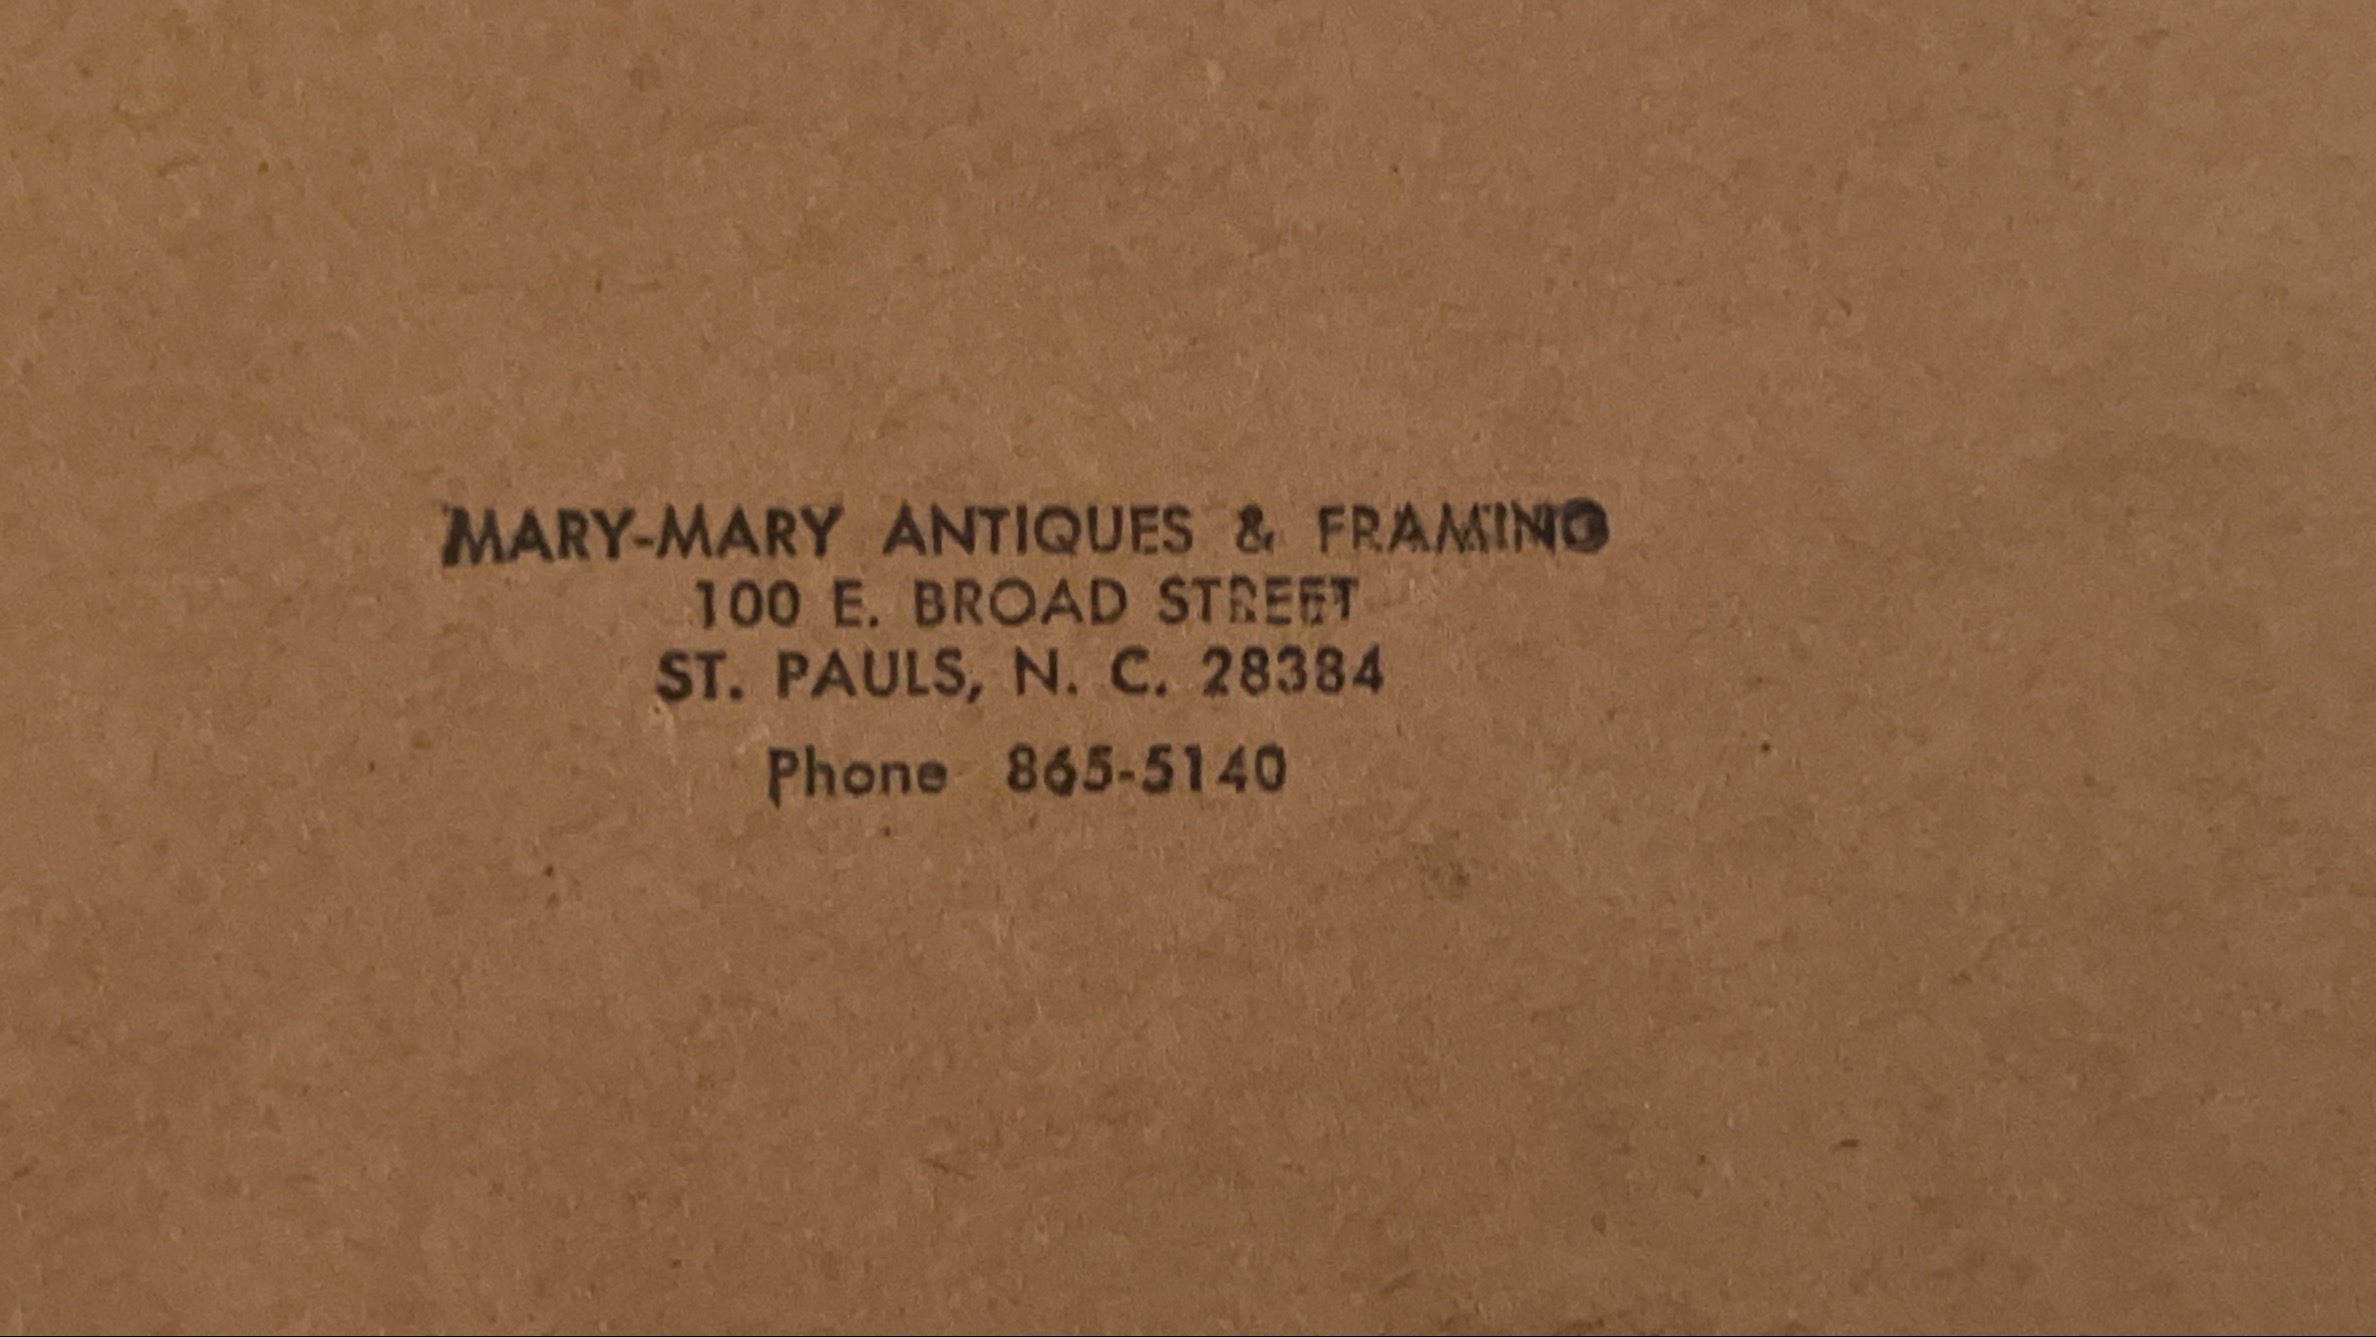 MARY-MARY ANTIQUES & FRAMING
100 E. BROAD STREET
ST. PAULS, N. C. 28384
Phone 865-5140